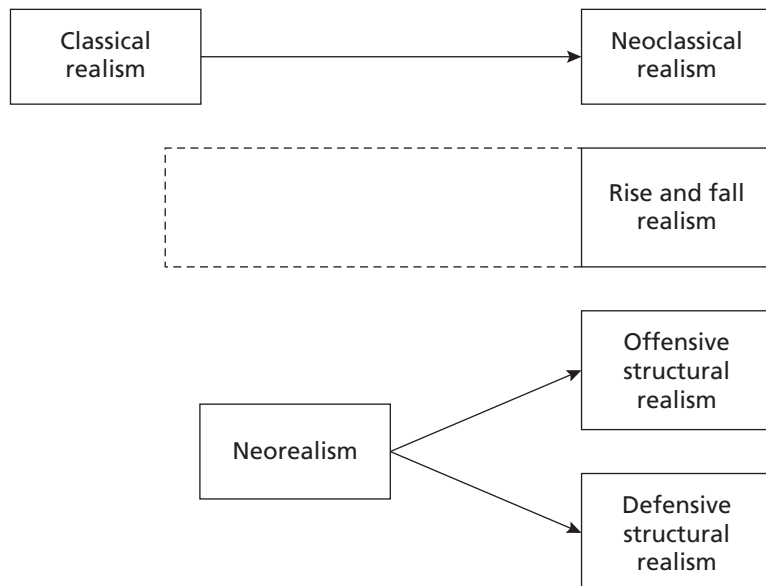 Classical
realism
Neoclassical
realism
Rise and fall
realism
Offensive
structural
realism
Neorealism
Defensive
structural
realism